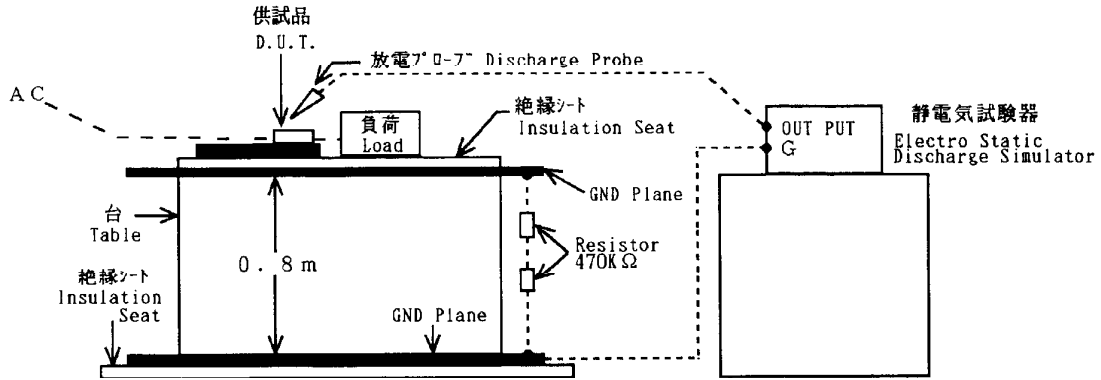 供試品
D.U.T.
放電プローブ Discharge Probe
AC
負荷
Load
絶縁シート
Insulation Seat
静電気試験器
OUT PUT
G
Electro Static
Discharge Simulator
GND Plane
台
Table
0.8m
Resistor
470KΩ
絶縁シート
Insulation
Seat
GND Plane